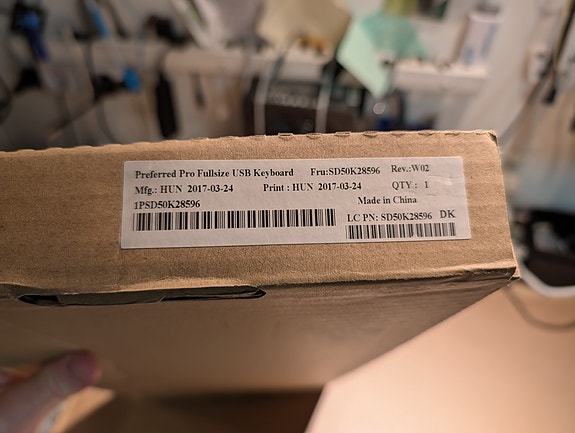 Preferred Pro Fullsize USB Keyboard Fru:SD50K28596 Rev.:W02
Mfg.: HUN 2017-03-24 Print : HUN 2017-03-24 QTY : 1
1PSD50K28596 Made in China
LC PN: SD50K28596 DK